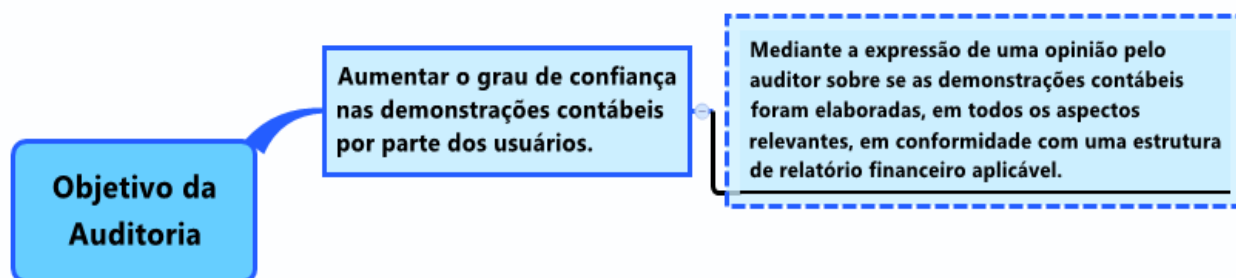 Objetivo da
Auditoria
Aumentar o grau de confiança
nas demonstrações contábeis
por parte dos usuários.
Mediante a expressão de uma opinião pelo
auditor sobre se as demonstrações contábeis
foram elaboradas, em todos os aspectos
relevantes, em conformidade com uma estrutura
de relatório financeiro aplicável.